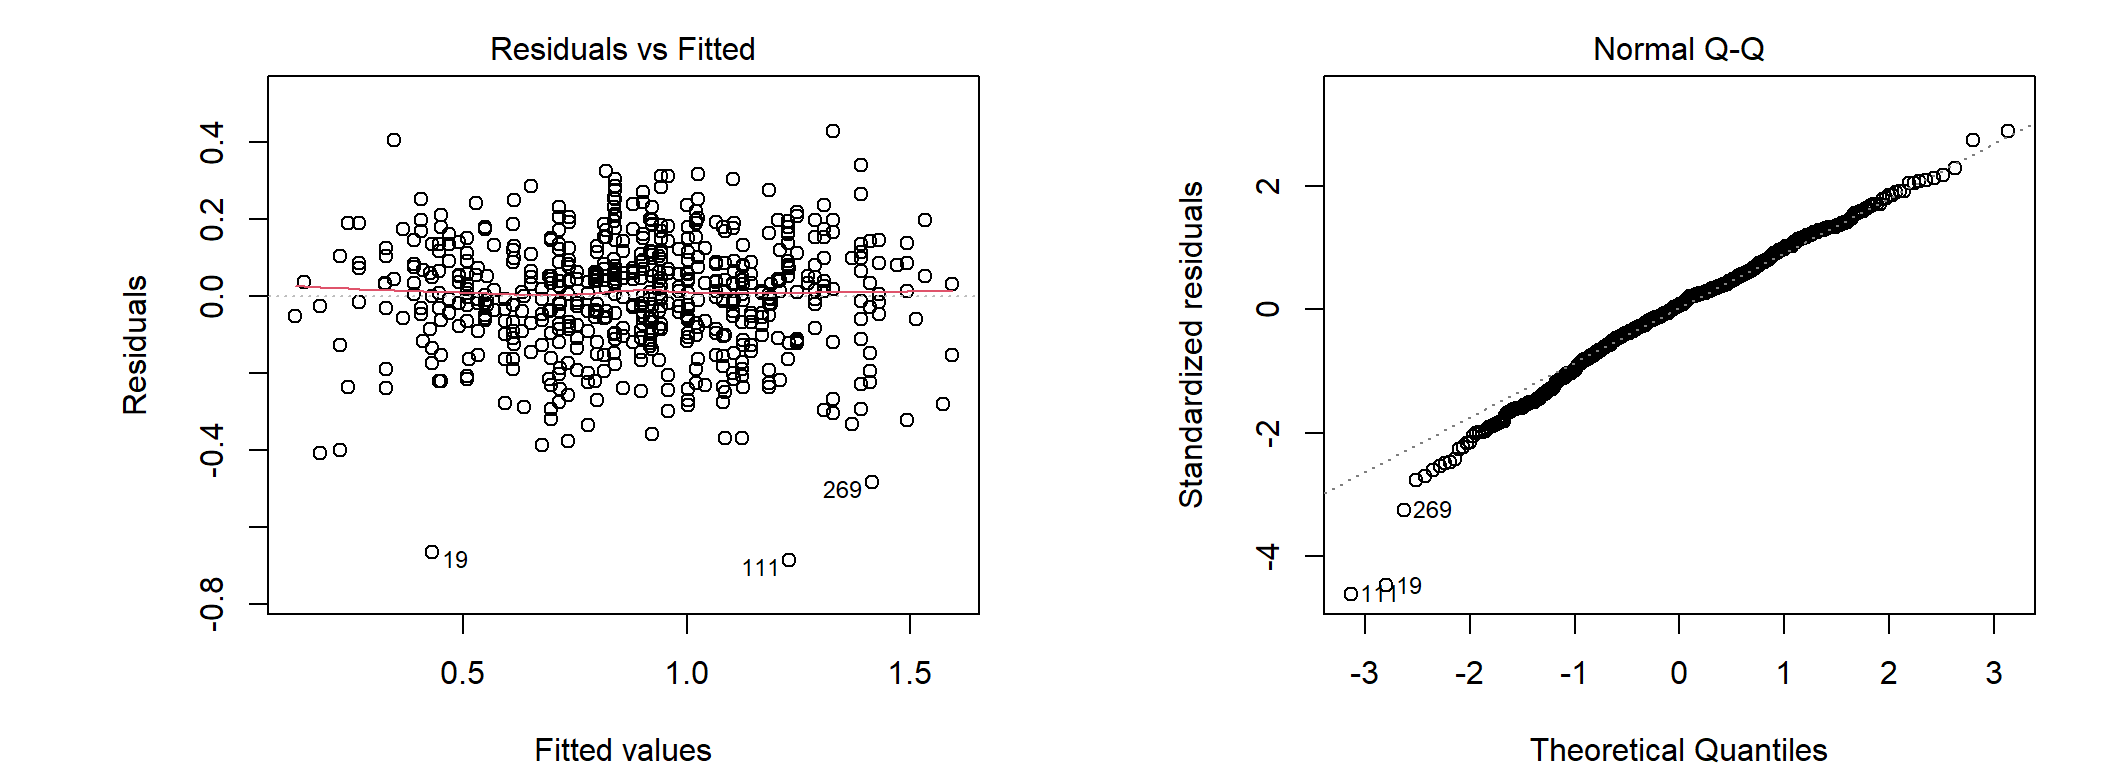 Residuals vs Fitted
Residuals
0.4
0.2
0.0
-0.4
-0.8
269
19
111
0.5 1.0 1.5
Fitted values
Normal Q-Q
Standardized residuals
2
0
-2
-4
269
19
111
-3 -2 -1 0 1 2 3
Theoretical Quantiles